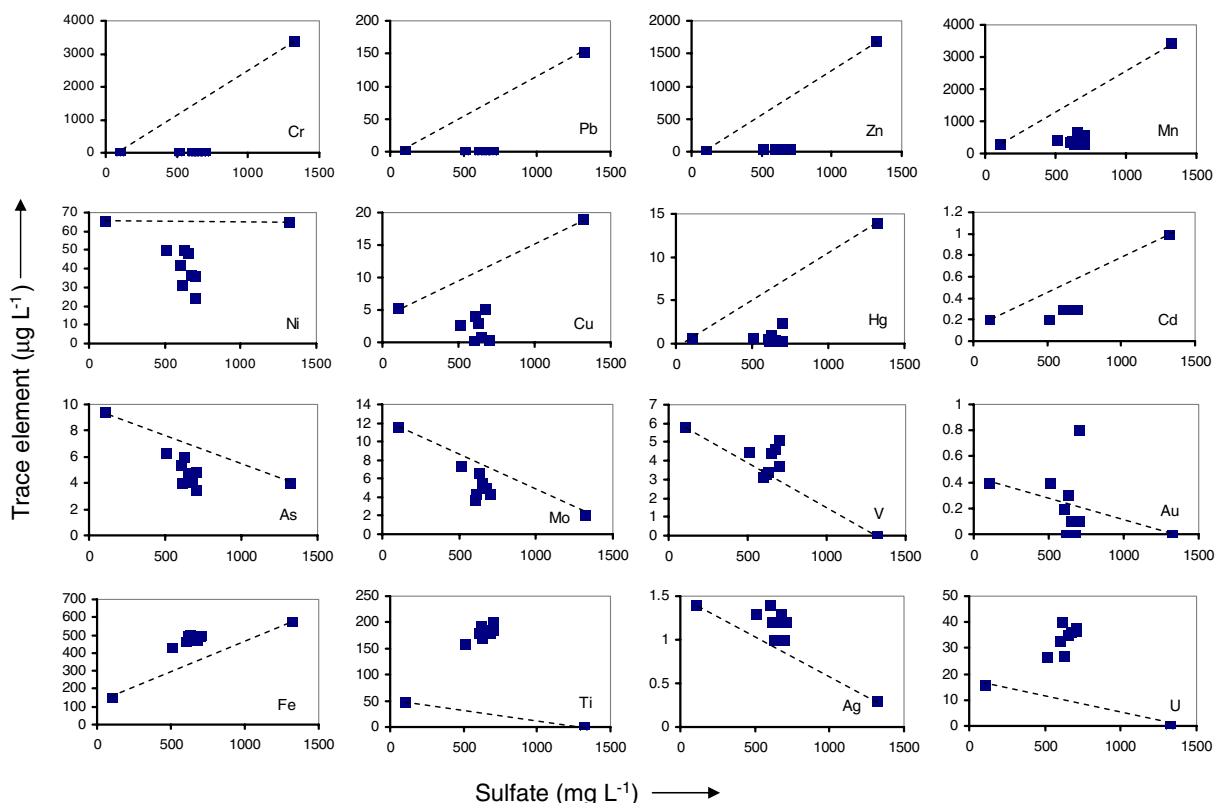 Trace element (µg L-1)
4000
3000
2000
1000
0
0 500 1000 1500
Cr
200
150
100
50
0
0 500 1000 1500
Pb
2000
1500
1000
500
0
0 500 1000 1500
Zn
4000
3000
2000
1000
0
0 500 1000 1500
Mn
70
60
50
40
30
20
10
0
0 500 1000 1500
Ni
20
15
10
5
0
0 500 1000 1500
Cu
15
10
5
0
0 500 1000 1500
Hg
1.2
1
0.8
0.6
0.4
0.2
0
0 500 1000 1500
Cd
10
8
6
4
2
0
0 500 1000 1500
As
14
12
10
8
6
4
2
0
0 500 1000 1500
Mo
7
6
5
4
3
2
1
0
0 500 1000 1500
V
1
0.8
0.6
0.4
0.2
0
0 500 1000 1500
Au
700
600
500
400
300
200
100
0
0 500 1000 1500
Fe
250
200
150
100
50
0
0 500 1000 1500
Ti
1.5
1
0.5
0
0 500 1000 1500
Ag
50
40
30
20
10
0
0 500 1000 1500
U
Sulfate (mg L-1)